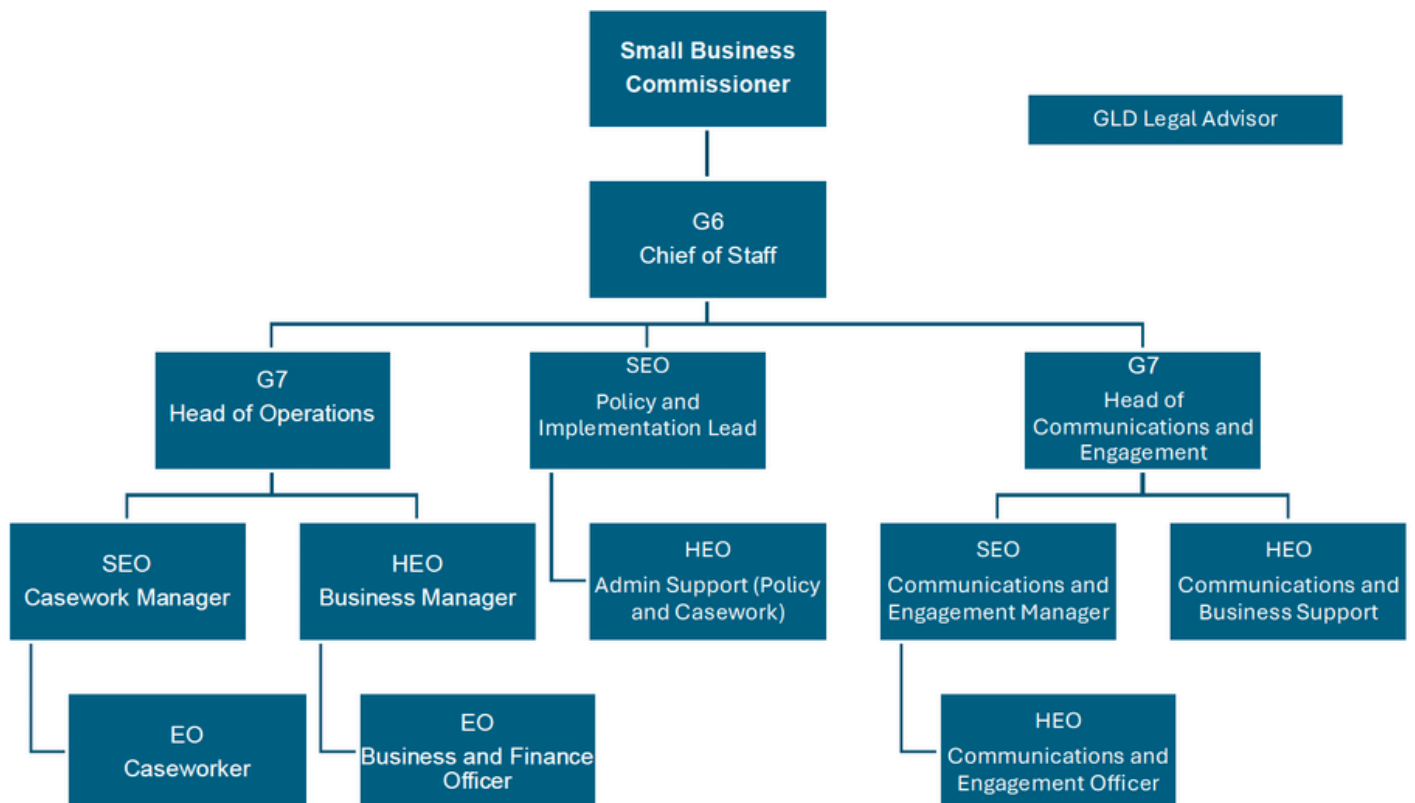 Small Business
Commissioner
GLD Legal Advisor
G6
Chief of Staff
G7
Head of Operations
SEO
Policy and
Implementation Lead
G7
Head of
Communications and
Engagement
SEO
Casework Manager
HEO
Business Manager
HEO
Admin Support (Policy
and Casework)
SEO
Communications and
Engagement Manager
HEO
Communications and
Business Support
EO
Caseworker
EO
Business and Finance
Officer
HEO
Communications and
Engagement Officer